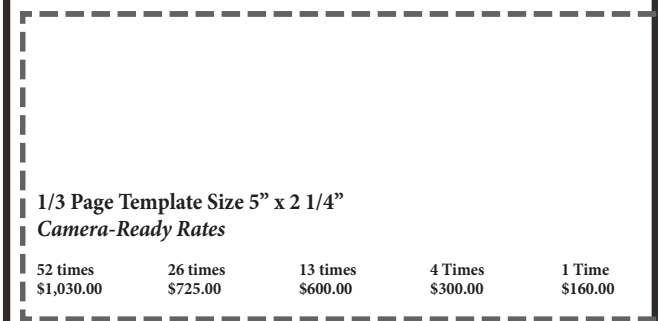 1/3 Page Template Size 5” x 2 1/4”
Camera-Ready Rates
52 times 26 times 13 times 4 Times 1 Time
$1,030.00 $725.00 $600.00 $300.00 $160.00